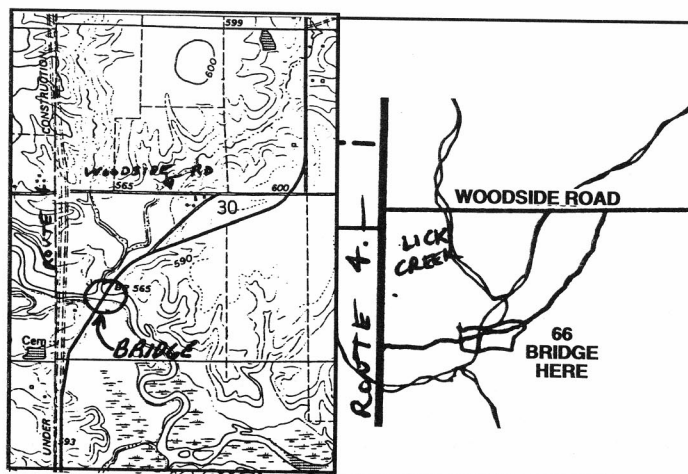 599
CONSTRUCTION
600
WOODSIDE RD
565
600
30
ROUTE 4
590
BR 565
Cem
BRIDGE
UNDER
593
WOODSIDE ROAD
LICK
CREEK
ROUTE 4.
66
BRIDGE
HERE